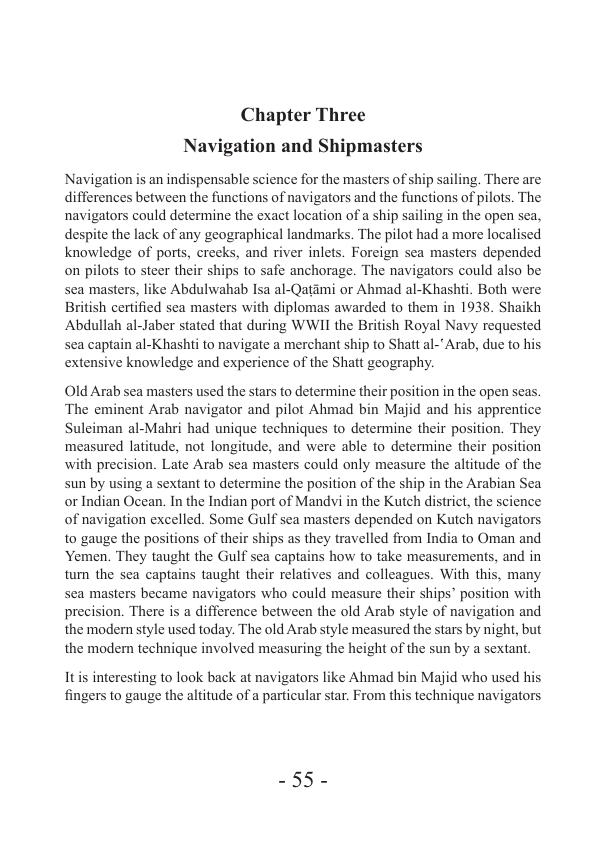 Chapter Three
Navigation and Shipmasters
Navigation is an indispensable science for the masters of ship sailing. There are
differences between the functions of navigators and the functions of pilots. The
navigators could determine the exact location of a ship sailing in the open sea,
despite the lack of any geographical landmarks. The pilot had a more localised
knowledge of ports, creeks, and river inlets. Foreign sea masters depended
on pilots to steer their ships to safe anchorage. The navigators could also be
sea masters, like Abdulwahab Isa al-Qaṭāmi or Ahmad al-Khashti. Both were
British certified sea masters with diplomas awarded to them in 1938. Shaikh
Abdullah al-Jaber stated that during WWII the British Royal Navy requested
sea captain al-Khashti to navigate a merchant ship to Shatt al-ʽArab, due to his
extensive knowledge and experience of the Shatt geography.
Old Arab sea masters used the stars to determine their position in the open seas.
The eminent Arab navigator and pilot Ahmad bin Majid and his apprentice
Suleiman al-Mahri had unique techniques to determine their position. They
measured latitude, not longitude, and were able to determine their position
with precision. Late Arab sea masters could only measure the altitude of the
sun by using a sextant to determine the position of the ship in the Arabian Sea
or Indian Ocean. In the Indian port of Mandvi in the Kutch district, the science
of navigation excelled. Some Gulf sea masters depended on Kutch navigators
to gauge the positions of their ships as they travelled from India to Oman and
Yemen. They taught the Gulf sea captains how to take measurements, and in
turn the sea captains taught their relatives and colleagues. With this, many
sea masters became navigators who could measure their ships’ position with
precision. There is a difference between the old Arab style of navigation and
the modern style used today. The old Arab style measured the stars by night, but
the modern technique involved measuring the height of the sun by a sextant.
It is interesting to look back at navigators like Ahmad bin Majid who used his
fingers to gauge the altitude of a particular star. From this technique navigators
- 55 -